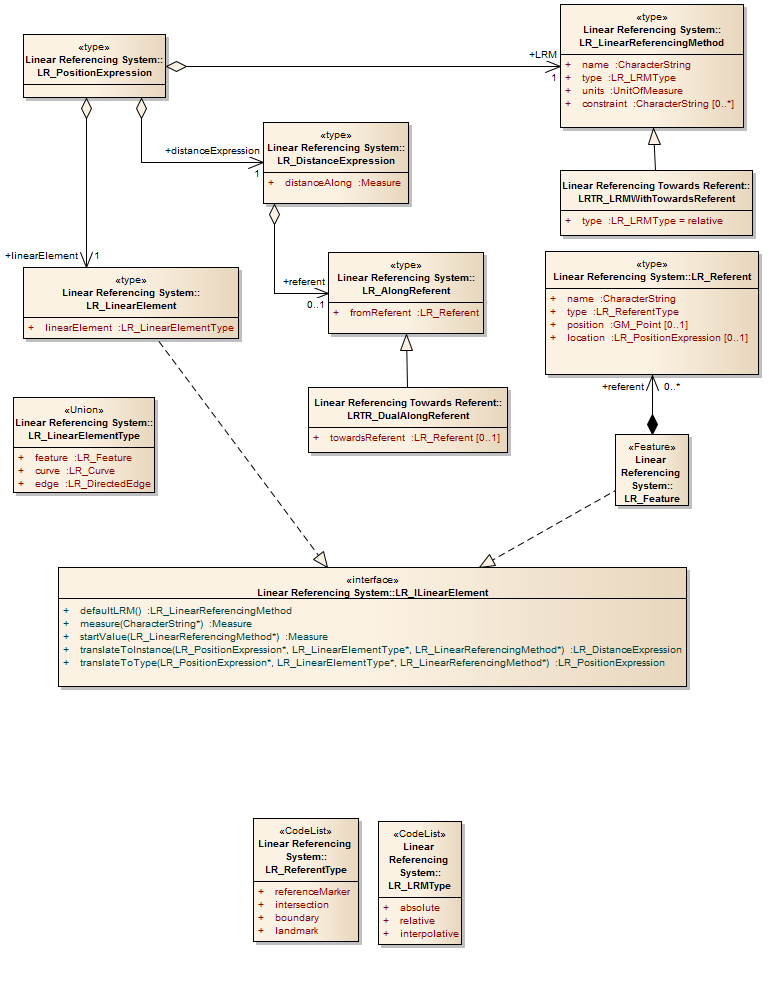 «type»
Linear Referencing System::
LR_PositionExpression
+LRM
1
«type»
Linear Referencing System::
LR_LinearReferencingMethod
+ name :CharacterString
+ type :LR_LRMType
+ units :UnitOfMeasure
+ constraint :CharacterString [0..*]
+distanceExpression
1
«type»
Linear Referencing System::
LR_DistanceExpression
+ distanceAlong :Measure
Linear Referencing Towards Referent::
LRTR_LRMWithTowardsReferent
+ type :LR_LRMType = relative
+linearElement
1
«type»
Linear Referencing System::
LR_LinearElement
+ linearElement :LR_LinearElementType
+referent
0..1
«type»
Linear Referencing System::
LR_AlongReferent
+ fromReferent :LR_Referent
«type»
Linear Referencing System::LR_Referent
+ name :CharacterString
+ type :LR_ReferentType
+ position :GM_Point [0..1]
+ location :LR_PositionExpression [0..1]
+referent
0..*
«Union»
Linear Referencing System::
LR_LinearElementType
+ feature :LR_Feature
+ curve :LR_Curve
+ edge :LR_DirectedEdge
Linear Referencing Towards Referent::
LRTR_DualAlongReferent
+ towardsReferent :LR_Referent [0..1]
«Feature»
Linear
Referencing
System::
LR_Feature
«interface»
Linear Referencing System::LR_ILinearElement
+ defaultLRM() :LR_LinearReferencingMethod
+ measure(CharacterString*) :Measure
+ startValue(LR_LinearReferencingMethod*) :Measure
+ translateToInstance(LR_PositionExpression*, LR_LinearElementType*, LR_LinearReferencingMethod*) :LR_DistanceExpression
+ translateToType(LR_PositionExpression*, LR_LinearElementType*, LR_LinearReferencingMethod*) :LR_PositionExpression
«CodeList»
Linear Referencing
System::
LR_ReferentType
+ referenceMarker
+ intersection
+ boundary
+ landmark
«CodeList»
Linear
Referencing
System::
LR_LRMType
+ absolute
+ relative
+ interpolative